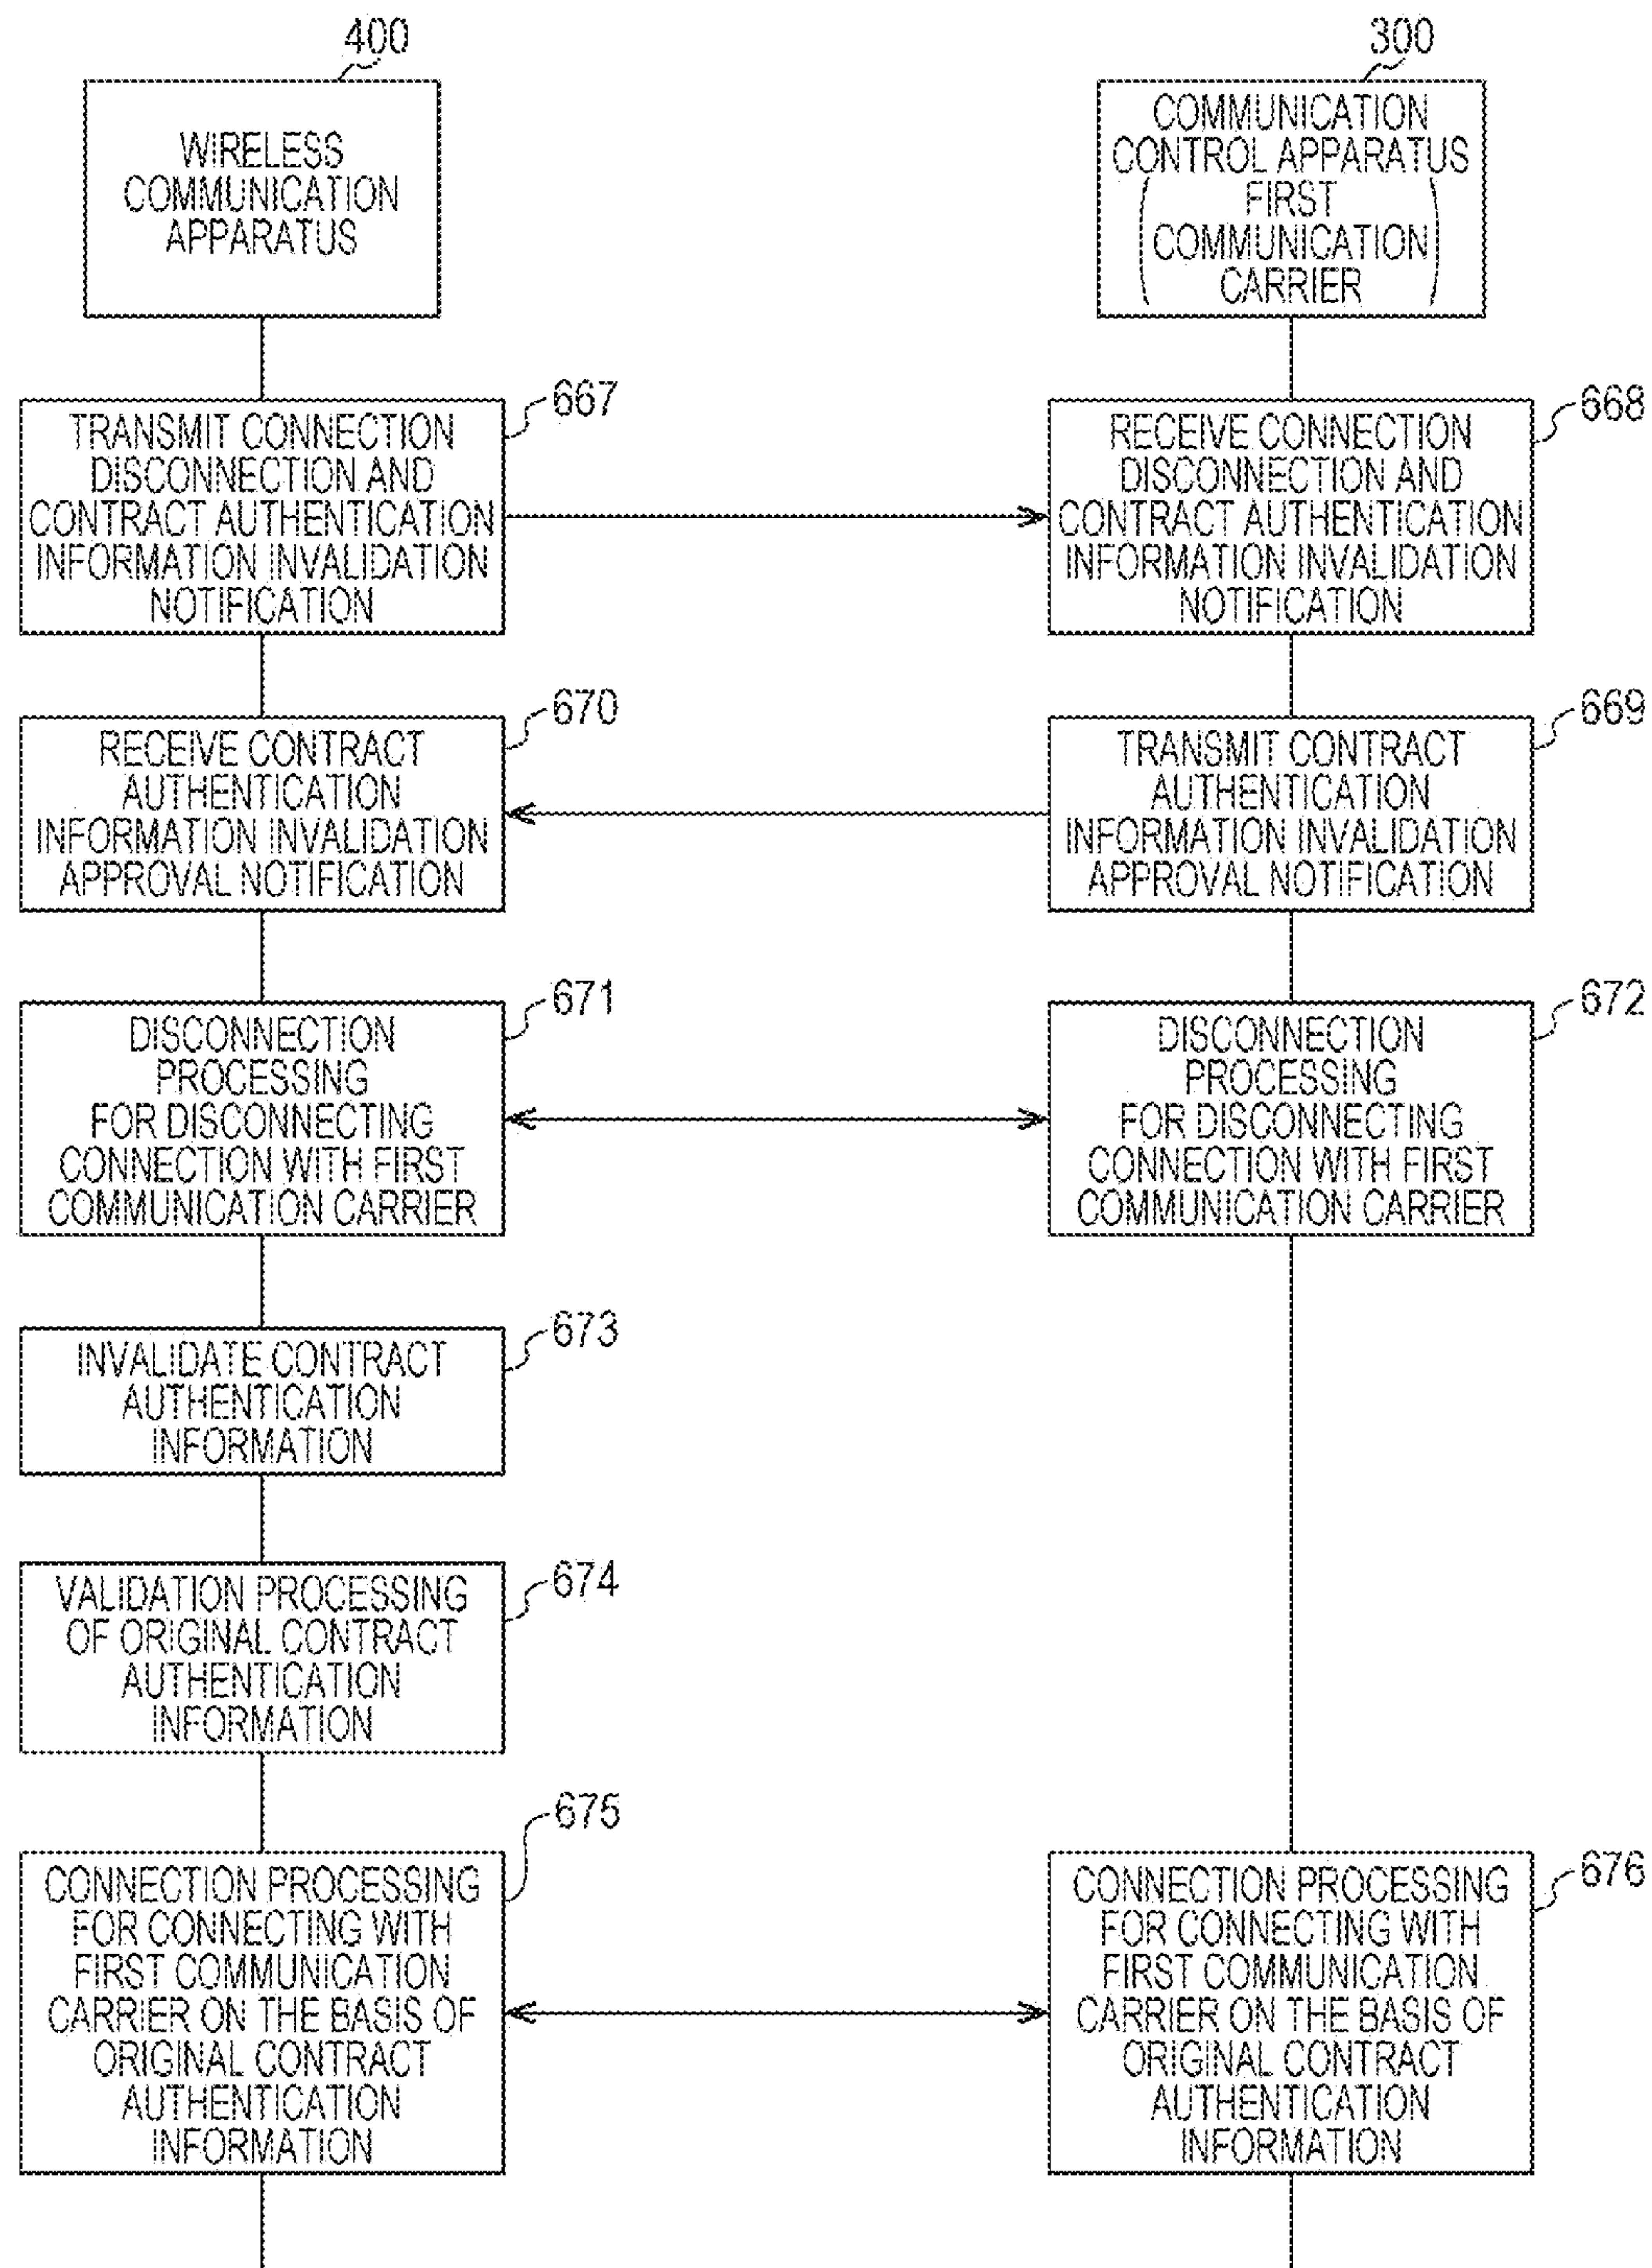 400
WIRELESS
COMMUNICATION
APPARATUS
300
COMMUNICATION
CONTROL APPARATUS
FIRST
COMMUNICATION
CARRIER
667
TRANSMIT CONNECTION
DISCONNECTION AND
CONTRACT AUTHENTICATION
INFORMATION INVALIDATION
NOTIFICATION
668
RECEIVE CONNECTION
DISCONNECTION AND
CONTRACT AUTHENTICATION
INFORMATION INVALIDATION
NOTIFICATION
670
RECEIVE CONTRACT
AUTHENTICATION
INFORMATION INVALIDATION
APPROVAL NOTIFICATION
669
TRANSMIT CONTRACT
AUTHENTICATION
INFORMATION INVALIDATION
APPROVAL NOTIFICATION
671
DISCONNECTION
PROCESSING
FOR DISCONNECTING
CONNECTION WITH FIRST
COMMUNICATION CARRIER
672
DISCONNECTION
PROCESSING
FOR DISCONNECTING
CONNECTION WITH FIRST
COMMUNICATION CARRIER
673
INVALIDATE CONTRACT
AUTHENTICATION
INFORMATION
674
VALIDATION PROCESSING
OF ORIGINAL CONTRACT
AUTHENTICATION
INFORMATION
675
CONNECTION PROCESSING
FOR CONNECTING WITH
FIRST COMMUNICATION
CARRIER ON THE BASIS OF
ORIGINAL CONTRACT
AUTHENTICATION
INFORMATION
676
CONNECTION PROCESSING
FOR CONNECTING WITH
FIRST COMMUNICATION
CARRIER ON THE BASIS OF
ORIGINAL CONTRACT
AUTHENTICATION
INFORMATION